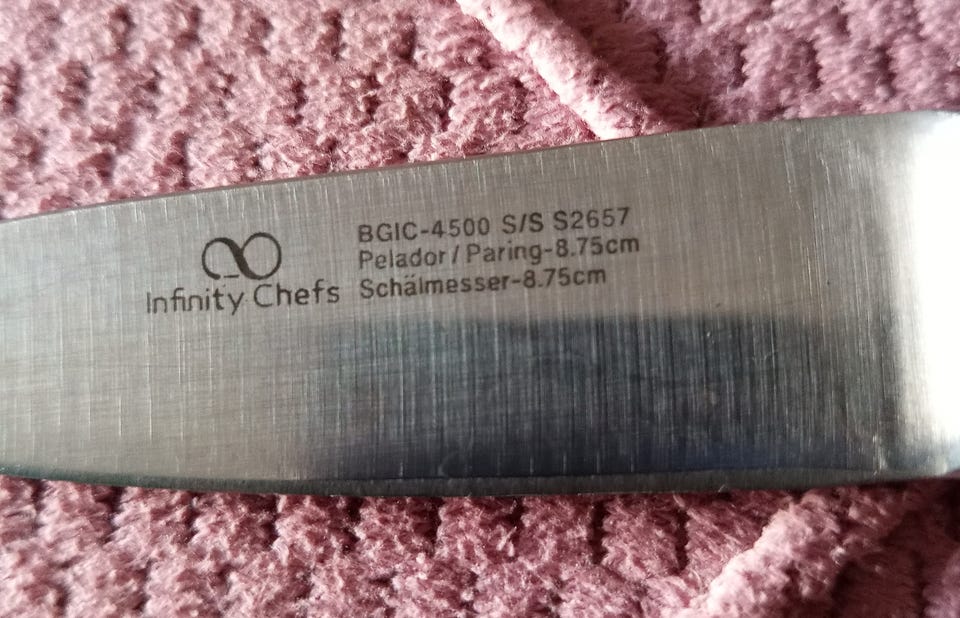 BGIC-4500 S/S S2657
Pelador / Paring-8.75cm
Schälmesser-8.75cm
Infinity Chefs